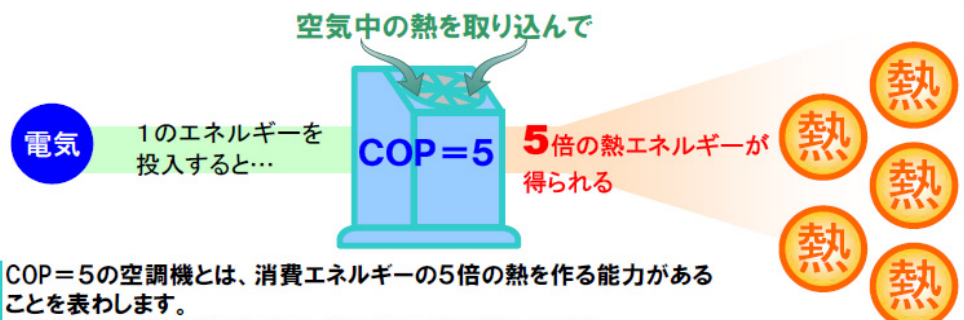 空気中の熱を取り込んで
電気
1のエネルギーを
投入すると…
COP=5
5倍の熱エネルギーが
得られる
熱
熱
熱
熱
熱
COP=5の空調機とは、消費エネルギーの5倍の熱を作る能力がある
ことを表わします。